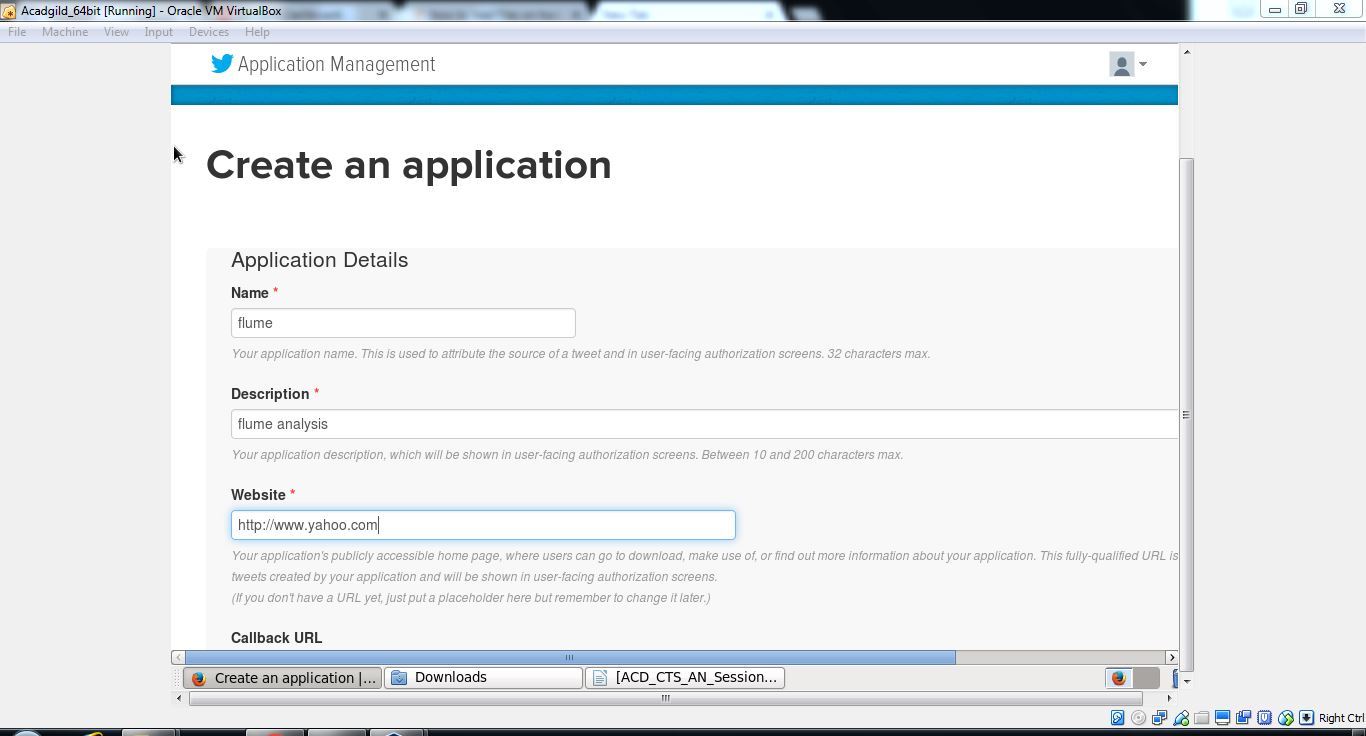 Acadgild_64bit [Running] - Oracle VM VirtualBox
File Machine View Input Devices Help
Application Management
Create an application
Application Details
Name *
flume
Your application name. This is used to attribute the source of a tweet and in user-facing authorization screens. 32 characters max.
Description *
flume analysis
Your application description, which will be shown in user-facing authorization screens. Between 10 and 200 characters max.
Website *
http://www.yahoo.com
Your application's publicly accessible home page, where users can go to download, make use of, or find out more information about your application. This fully-qualified URL is
tweets created by your application and will be shown in user-facing authorization screens.
(If you don't have a URL yet, just put a placeholder here but remember to change it later.)
Callback URL
Create an application |... Downloads [ACD_CTS_AN_Session...
Right Ctrl